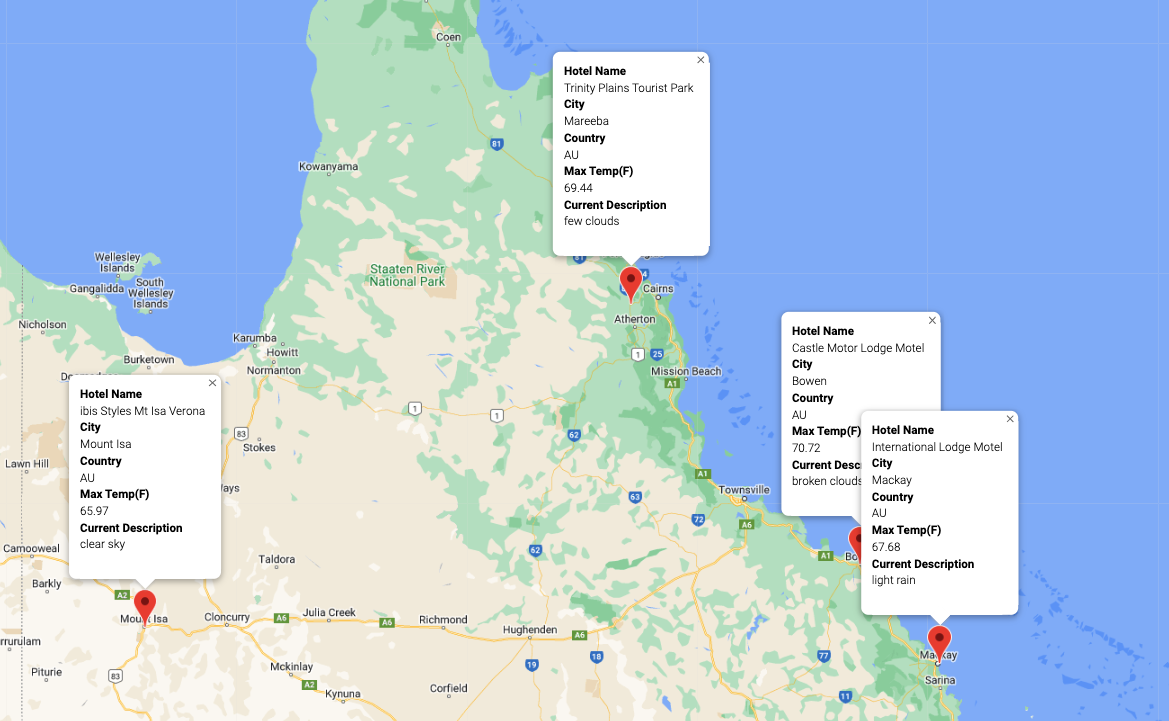 Coen
81
Kowanyama
Hotel Name
Trinity Plains Tourist Park
City
Mareeba
Country
AU
Max Temp(F)
69.44
Current Description
few clouds
81
Wellesley
Islands
Gangalidda
South
Wellesley
Islands
Staaten River
National Park
Cairns
Atherton
Nicholson
Karumba
Howitt
Normanton
Burketown
1
25
Mission Beach
A1
Hotel Name
Castle Motor Lodge Motel
City
Bowen
Country
AU
Max Temp(F)
70.72
Current Desc
broken clouds
Hotel Name
ibis Styles Mt Isa Verona
City
Mount Isa
Country
AU
Max Temp(F)
65.97
Current Description
clear sky
1
1
83
Stokes
62
Lawn Hill
A1
Hotel Name
International Lodge Motel
City
Mackay
Country
AU
Max Temp(F)
67.68
Current Description
light rain
63
Townsville
72
A6
Camooweal
62
A1
Taldora
Barkly
A2
Mount Isa
Cloncurry
A6
Julia Creek
A6
Richmond
Hughenden
A6
Piturie
83
Mckinlay
A2
Kynuna
Corfield
19
18
77
11
Mackay
Sarina